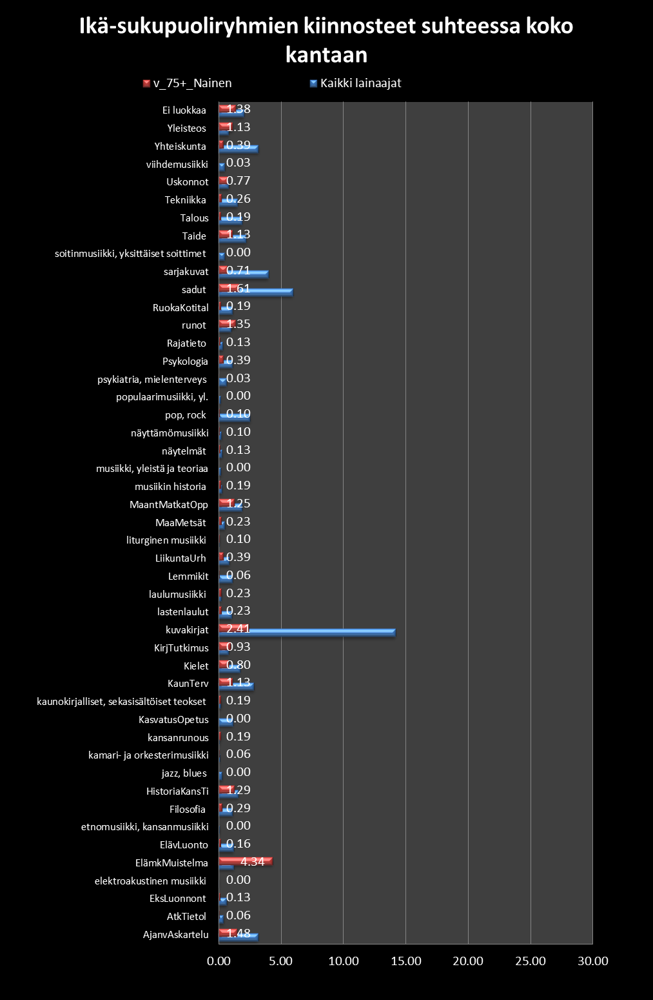 Ikä-sukupuoliryhmien kiinnosteet suhteessa koko
kantaan
v_75+_Nainen Kaikki lainaajat
Ei luokkaa 1.38
Yleisteos 1.13
Yhteiskunta 0.39
viihdemusiikki 0.03
Uskonnot 0.77
Tekniikka 0.26
Talous 0.19
Taide 1.13
soitinmusiikki, yksittäiset soittimet 0.00
sarjakuvat 0.71
sadut 1.61
RuokaKotital 0.19
runot 1.35
Rajatieto 0.13
Psykologia 0.39
psykiatria, mielenterveys 0.03
populaarimusiikki, yl. 0.00
pop, rock 0.10
näyttämömusiikki 0.10
näytelmät 0.13
musiikki, yleistä ja teoriaa 0.00
musiikin historia 0.19
MaantMatkatOpp 1.25
MaaMetsät 0.23
liturginen musiikki 0.10
LiikuntaUrh 0.39
Lemmikit 0.06
laulumusiikki 0.23
lastenlaulut 0.23
kuvakirjat 2.41
KirjTutkimus 0.93
Kielet 0.80
KaunTerv 1.13
kaunokirjalliset, sekasisältöiset teokset 0.19
KasvatusOpetus 0.00
kansanrunous 0.19
kamari- ja orkesterimusiikki 0.06
jazz, blues 0.00
HistoriaKansTi 1.29
Filosofia 0.29
etnomusiikki, kansanmusiikki 0.00
ElävLuonto 0.16
ElämkMuistelma 4.34
elektroakustinen musiikki 0.00
EksLuonnont 0.13
AtkTietol 0.06
AjanvAskartelu 1.48
0.00 5.00 10.00 15.00 20.00 25.00 30.00